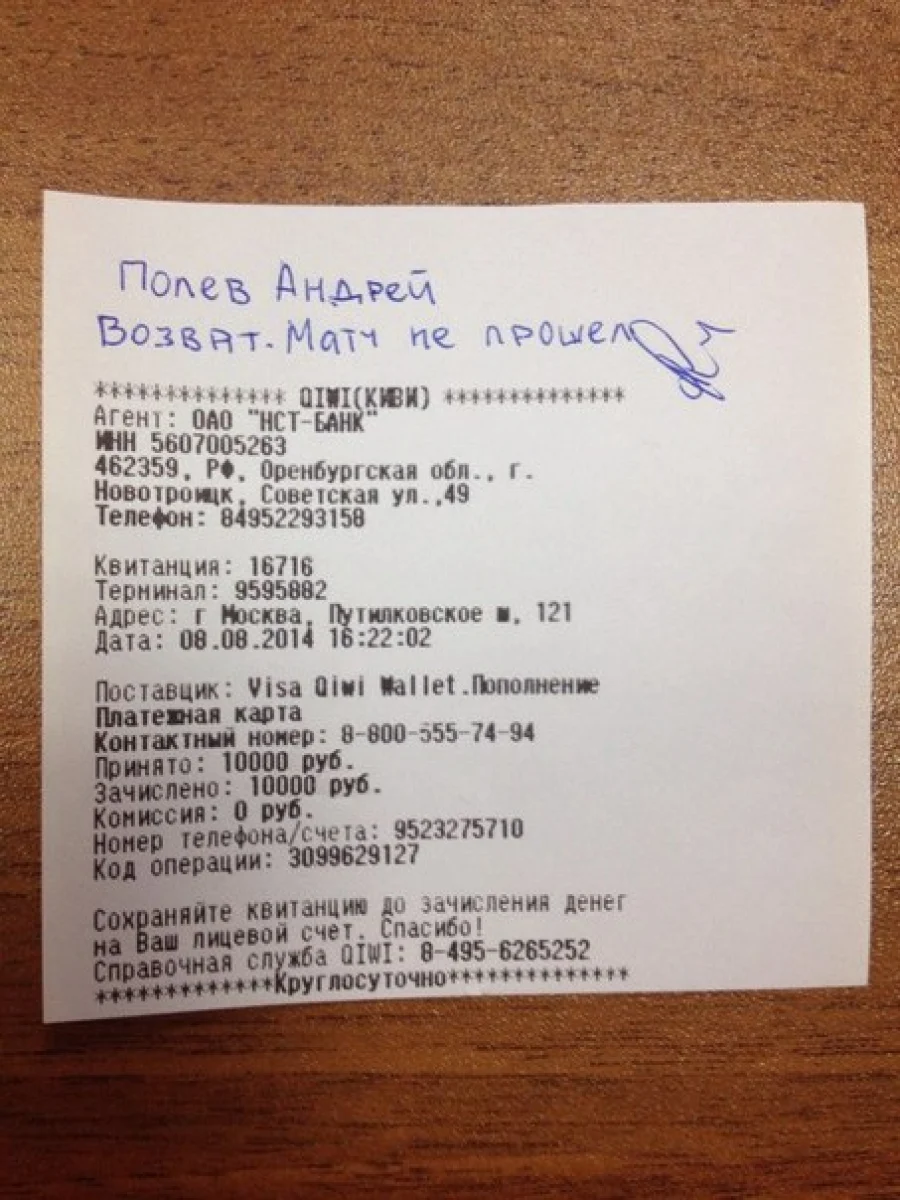 Полев Андрей
Возврат. Матч не прошел
************** QIWI(КИВИ) **************
Агент: ОАО "НСТ-БАНК"
ИНН 5607005263
462359, РФ, Оренбургская обл., г.
Новотроицк, Советская ул.,49
Телефон: 84952293158
Квитанция: 16716
Терминал: 9595882
Адрес: г Москва, Путилковское ш, 121
Дата: 08.08.2014 16:22:02
Поставщик: Visa Qiwi Wallet.Пополнение
Платежная карта
Контактный номер: 8-800-555-74-94
Принято: 10000 руб.
Зачислено: 10000 руб.
Комиссия: 0 руб.
Номер телефона/счета: 9523275710
Код операции: 3099629127
Сохраняйте квитанцию до зачисления денег
на Ваш лицевой счет. Спасибо!
Справочная служба QIWI: 8-495-6265252
*************Круглосуточно*************